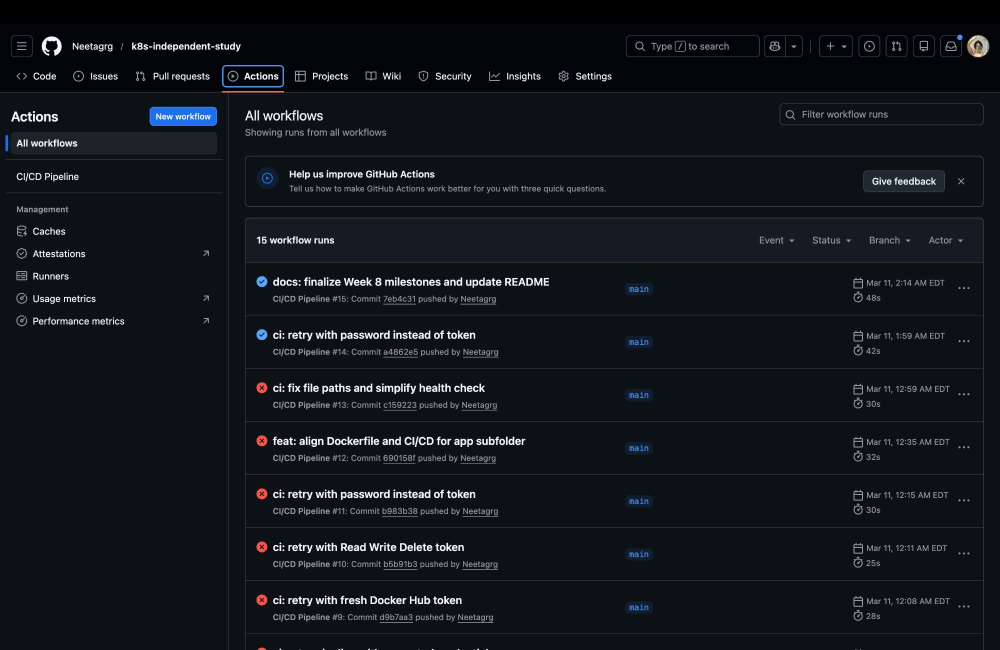 Neetagrg / k8s-independent-study
Type / to search
Code
Issues
Pull requests
Actions
Projects
Wiki
Security
Insights
Settings
Actions
New workflow
All workflows
CI/CD Pipeline
Management
Caches
Attestations
Runners
Usage metrics
Performance metrics
All workflows
Showing runs from all workflows
Filter workflow runs
Help us improve GitHub Actions
Tell us how to make GitHub Actions work better for you with three quick questions.
Give feedback
15 workflow runs
Event
Status
Branch
Actor
docs: finalize Week 8 milestones and update README
CI/CD Pipeline #15: Commit 7eb4c31 pushed by Neetagrg
main
Mar 11, 2:14 AM EDT
48s
ci: retry with password instead of token
CI/CD Pipeline #14: Commit a4862e5 pushed by Neetagrg
main
Mar 11, 1:59 AM EDT
42s
ci: fix file paths and simplify health check
CI/CD Pipeline #13: Commit c159223 pushed by Neetagrg
main
Mar 11, 12:59 AM EDT
30s
feat: align Dockerfile and CI/CD for app subfolder
CI/CD Pipeline #12: Commit 690158f pushed by Neetagrg
main
Mar 11, 12:35 AM EDT
32s
ci: retry with password instead of token
CI/CD Pipeline #11: Commit b983b38 pushed by Neetagrg
main
Mar 11, 12:15 AM EDT
30s
ci: retry with Read Write Delete token
CI/CD Pipeline #10: Commit b5b91b3 pushed by Neetagrg
main
Mar 11, 12:11 AM EDT
25s
ci: retry with fresh Docker Hub token
CI/CD Pipeline #9: Commit d9b7aa3 pushed by Neetagrg
main
Mar 11, 12:08 AM EDT
28s